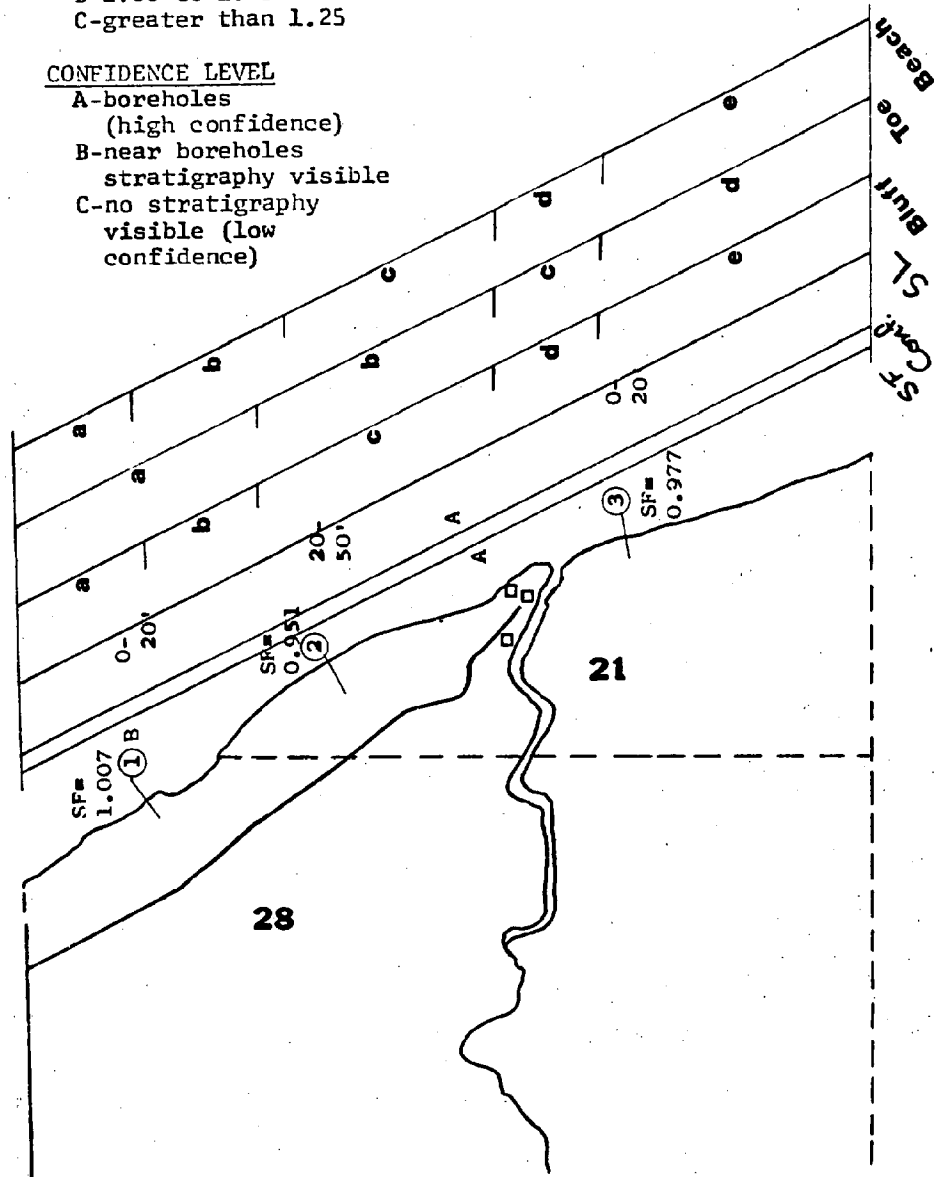 C-greater than 1.25
CONFIDENCE LEVEL
A-boreholes
(high confidence)
B-near boreholes
stratigraphy visible
C-no stratigraphy
visible (low
confidence)
Beach
Toe
Bluff
SL
Conf.
SF
a
b
c
d
e
a
b
c
d
a
b
c
d
e
0-
20'
20-
50'
0-
20
A
A
SF=
1.007
1
B
SF=
0.951
2
3
SF=
0.977
21
28